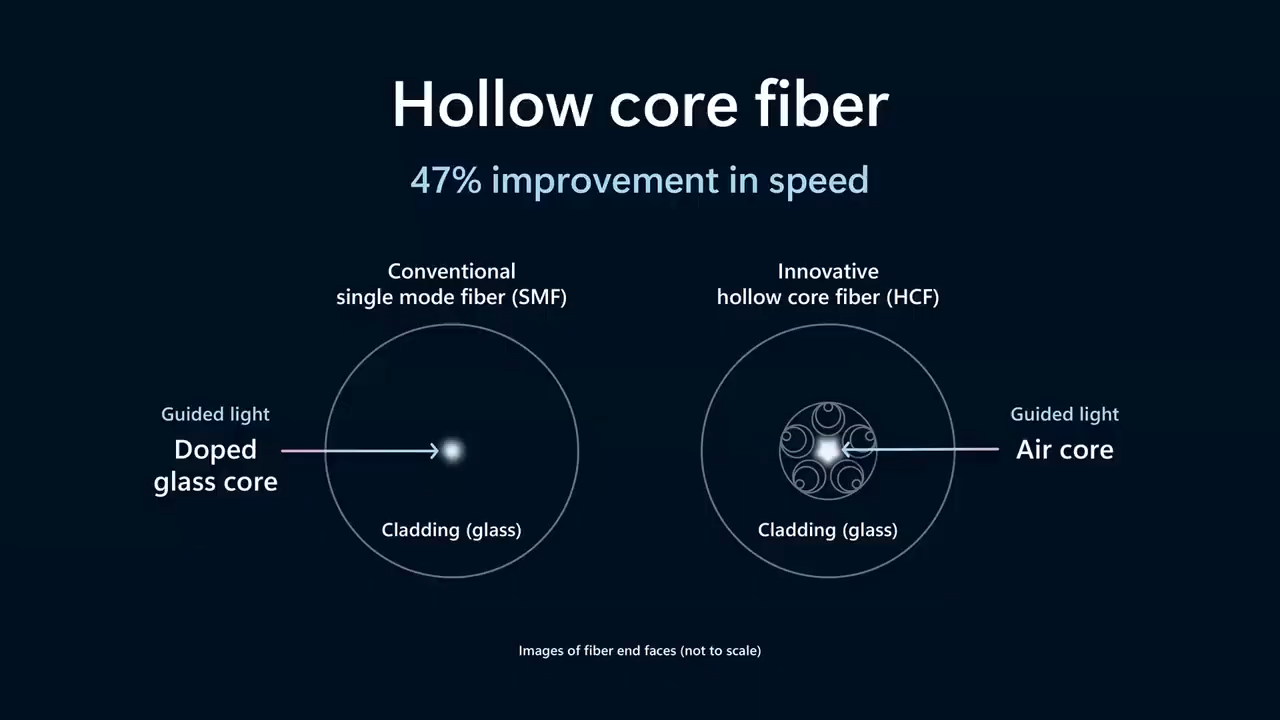 Hollow core fiber
47% improvement in speed
Conventional
single mode fiber (SMF)
Innovative
hollow core fiber (HCF)
Guided light
Doped
glass core
Cladding (glass)
Guided light
Air core
Cladding (glass)
Images of fiber end faces (not to scale)